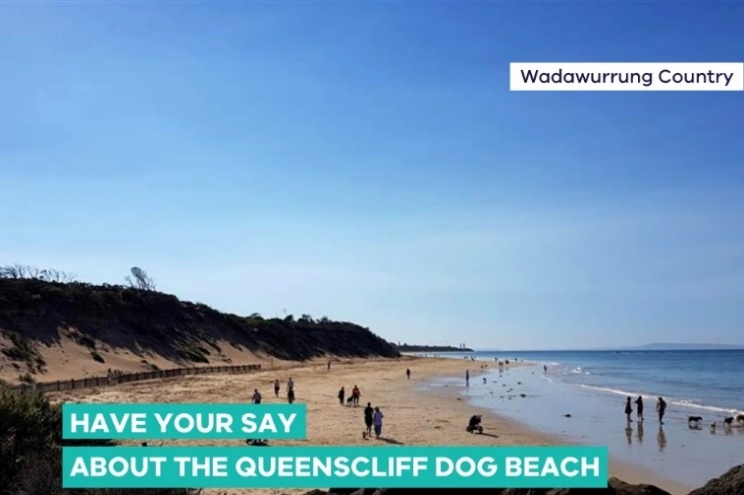 Wadawurrung Country
HAVE YOUR SAY
ABOUT THE QUEENSCLIFF DOG BEACH